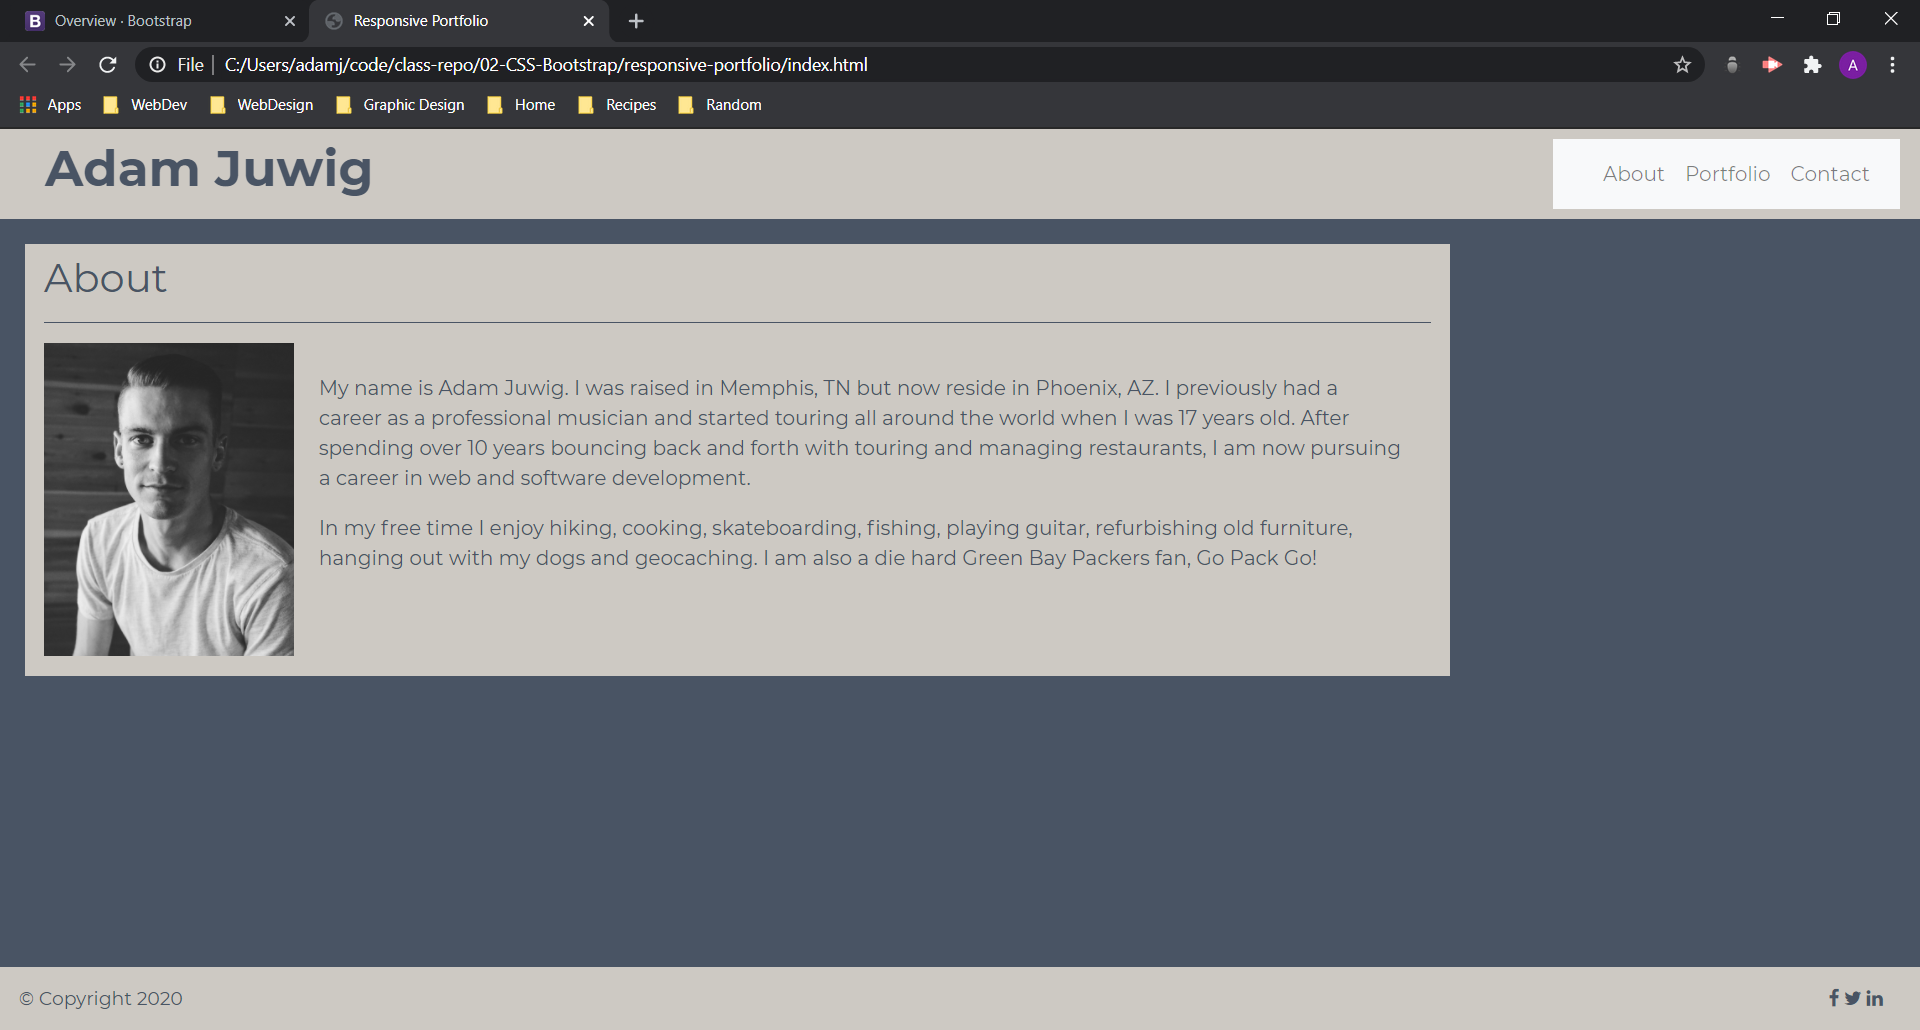 B Overview · Bootstrap
Responsive Portfolio
File | C:/Users/adamj/code/class-repo/02-CSS-Bootstrap/responsive-portfolio/index.html
A
Apps WebDev WebDesign Graphic Design Home Recipes Random
Adam Juwig
About Portfolio Contact
About
My name is Adam Juwig. I was raised in Memphis, TN but now reside in Phoenix, AZ. I previously had a
career as a professional musician and started touring all around the world when I was 17 years old. After
spending over 10 years bouncing back and forth with touring and managing restaurants, I am now pursuing
a career in web and software development.
In my free time I enjoy hiking, cooking, skateboarding, fishing, playing guitar, refurbishing old furniture,
hanging out with my dogs and geocaching. I am also a die hard Green Bay Packers fan, Go Pack Go!
© Copyright 2020